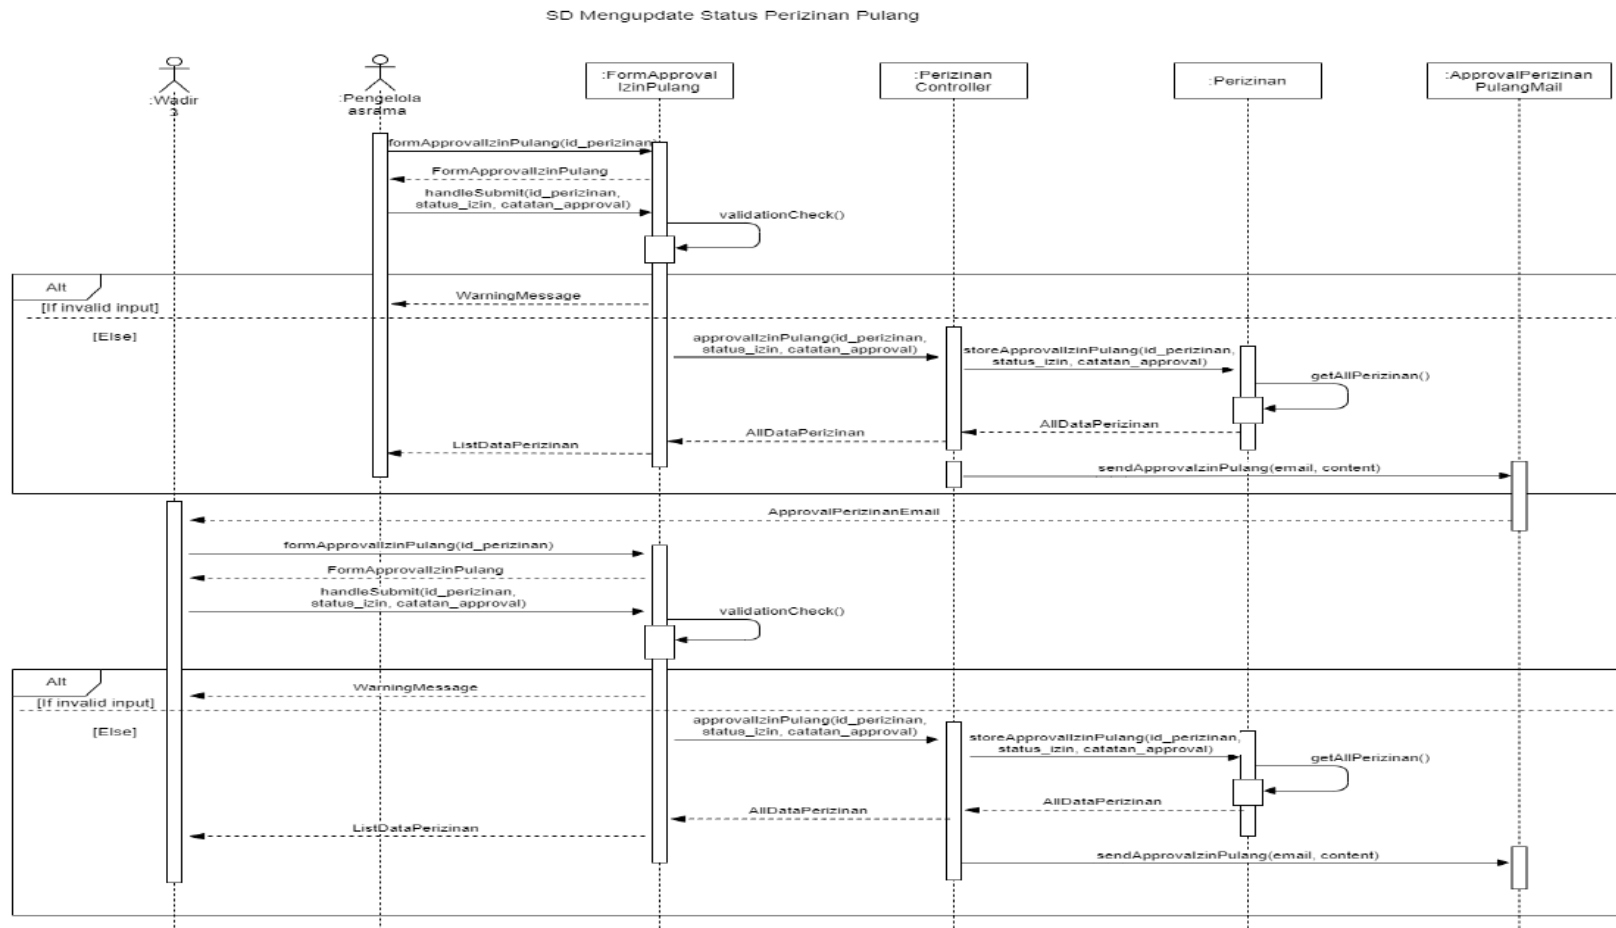 SD Mengupdate Status Perizinan Pulang
:Wadir
3
:Pengelola
asrama
:FormApproval
IzinPulang
:Perizinan
Controller
:Perizinan
:ApprovalPerizinan
PulangMail
formApprovalIzinPulang(id_perizinan)
FormApprovalIzinPulang
handleSubmit(id_perizinan,
status_izin, catatan_approval)
validationCheck()
Alt
[If invalid input]
WarningMessage
[Else]
approvalIzinPulang(id_perizinan,
status_izin, catatan_approval)
storeApprovalIzinPulang(id_perizinan,
status_izin, catatan_approval)
getAllPerizinan()
AllDataPerizinan
AllDataPerizinan
ListDataPerizinan
sendApprovalzinPulang(email, content)
ApprovalPerizinanEmail
formApprovalIzinPulang(id_perizinan)
FormApprovalIzinPulang
handleSubmit(id_perizinan,
status_izin, catatan_approval)
validationCheck()
Alt
[If invalid input]
WarningMessage
[Else]
approvalIzinPulang(id_perizinan,
status_izin, catatan_approval)
storeApprovalIzinPulang(id_perizinan,
status_izin, catatan_approval)
getAllPerizinan()
AllDataPerizinan
AllDataPerizinan
ListDataPerizinan
sendApprovalzinPulang(email, content)